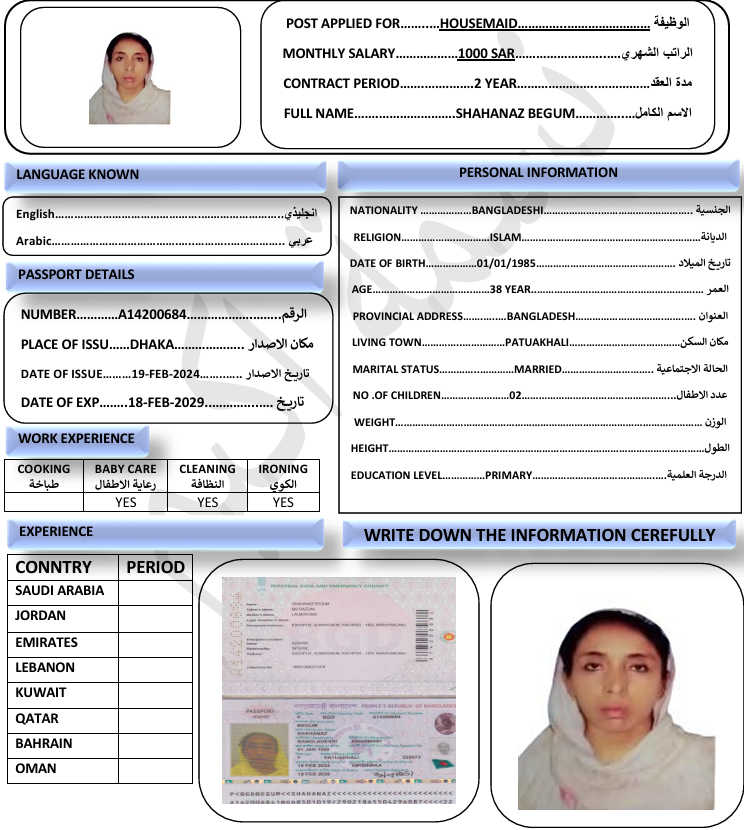 POST APPLIED FOR..........HOUSEMAID................................... الوظيفة
MONTHLY SALARY..................1000 SAR...............................الراتب الشهري
CONTRACT PERIOD.....................2 YEAR......................................مدة العقد
FULL NAME.............................SHAHANAZ BEGUM.................الاسم الكامل
LANGUAGE KNOWN
English.................................................................انجليزي
Arabic.................................................................. عربي
PERSONAL INFORMATION
NATIONALITY ...............BANGLADESHI........................................... الجنسية
RELIGION.........................ISLAM....................................................الديانة
DATE OF BIRTH...............01/01/1985........................................ تاريخ الميلاد
AGE.................................38 YEAR................................................. العمر
PROVINCIAL ADDRESS.............BANGLADESH.................................. العنوان
LIVING TOWN........................PATUAKHALI................................مكان السكن
MARITAL STATUS......................MARRIED.......................... الحالة الاجتماعية
NO .OF CHILDREN....................02............................................عدد الاطفال
WEIGHT........................................................................................ الوزن
HEIGHT..........................................................................................الطول
EDUCATION LEVEL.............PRIMARY..............................الدرجة العلمية
PASSPORT DETAILS
NUMBER............A14200684...........................الرقم
PLACE OF ISSU......DHAKA.................... مكان الاصدار
DATE OF ISSUE.........19-FEB-2024............ تاريخ الاصدار
DATE OF EXP........18-FEB-2029.................... تاريخ
WORK EXPERIENCE
COOKING BABY CARE CLEANING IRONING
طباخة رعاية الاطفال النظافة الكوي
YES YES YES
EXPERIENCE
WRITE DOWN THE INFORMATION CEREFULLY
CONNTRY PERIOD
SAUDI ARABIA
JORDAN
EMIRATES
LEBANON
KUWAIT
QATAR
BAHRAIN
OMAN
PERSONAL DATA AND EMERGENCY CONTACT
SHAHANAZ BEGUM
SPOUSE
PASSPORT
PEOPLE'S REPUBLIC OF BANGLADESH
P BGD A14200684
BEGUM
SHAHANAZ
BANGLADESHI
01 JAN 1985
F PATUAKHALI
19 FEB 2024 DIP/DHAKA
18 FEB 2029
P<BGDBEGUM<<SHAHANAZ<<<<<<<<<<<<<<<<